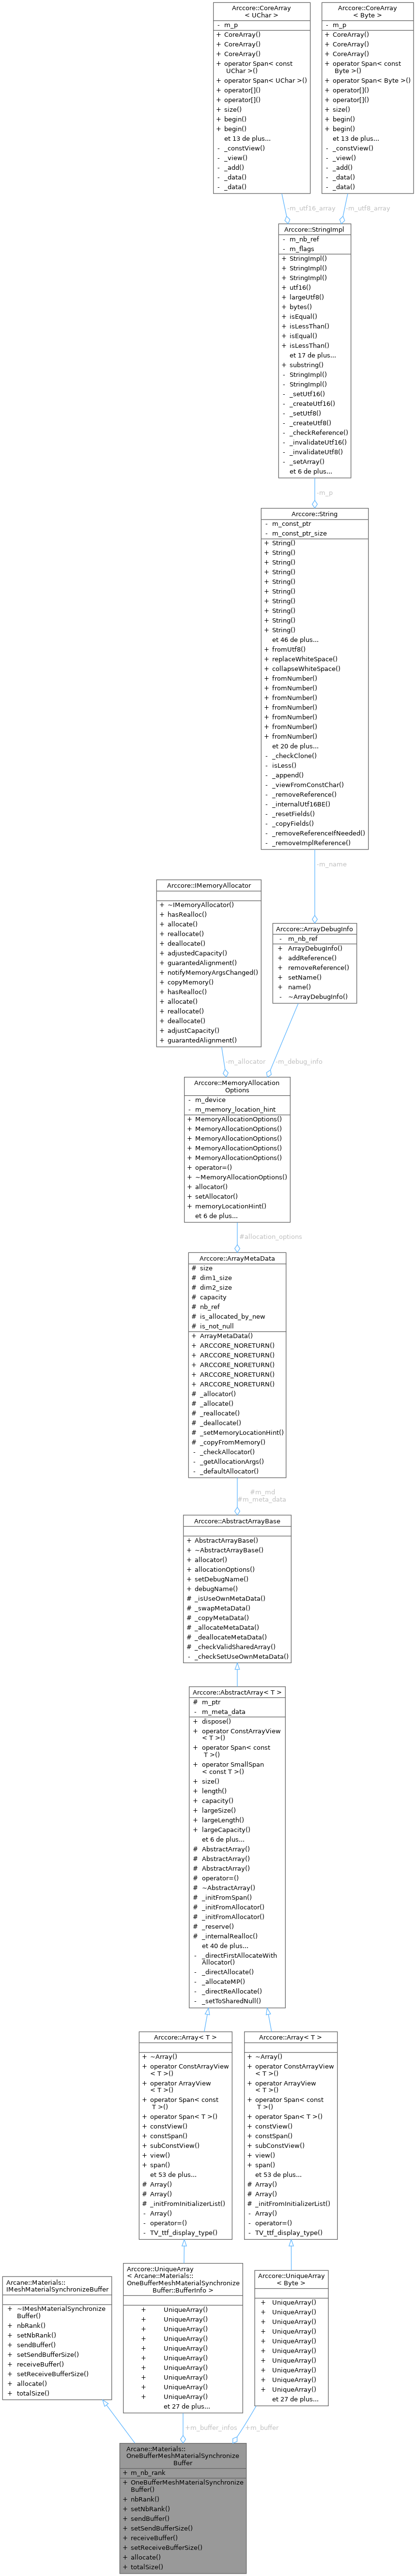 Arccore::CoreArray
< UChar >
- m_p
+ CoreArray()
+ CoreArray()
+ CoreArray()
+ operator Span< const
UChar >()
+ operator Span< UChar >()
+ operator[]()
+ operator[]()
+ size()
+ begin()
+ begin()
et 13 de plus...
- _constView()
- _view()
- _add()
- _data()
- _data()
Arccore::CoreArray
< Byte >
- m_p
+ CoreArray()
+ CoreArray()
+ CoreArray()
+ operator Span< const
Byte >()
+ operator Span< Byte >()
+ operator[]()
+ operator[]()
+ size()
+ begin()
+ begin()
et 13 de plus...
- _constView()
- _view()
- _add()
- _data()
- _data()
-m_utf16_array
-m_utf8_array
Arccore::StringImpl
- m_nb_ref
- m_flags
+ StringImpl()
+ StringImpl()
+ StringImpl()
+ utf16()
+ largeUtf8()
+ bytes()
+ isEqual()
+ isLessThan()
+ isEqual()
+ isLessThan()
et 17 de plus...
+ substring()
- StringImpl()
- StringImpl()
- _setUtf16()
- _createUtf16()
- _setUtf8()
- _createUtf8()
- _checkReference()
- _invalidateUtf16()
- _invalidateUtf8()
- _setArray()
et 6 de plus...
-m_p
Arccore::String
- m_const_ptr
- m_const_ptr_size
+ String()
+ String()
+ String()
+ String()
+ String()
+ String()
+ String()
+ String()
+ String()
+ String()
et 46 de plus...
+ fromUtf8()
+ replaceWhiteSpace()
+ collapseWhiteSpace()
+ fromNumber()
+ fromNumber()
+ fromNumber()
+ fromNumber()
+ fromNumber()
+ fromNumber()
+ fromNumber()
et 20 de plus...
- _checkClone()
- isLess()
- _append()
- _viewFromConstChar()
- _removeReference()
- _internalUtf16BE()
- _resetFields()
- _copyFields()
- _removeReferenceIfNeeded()
- _removeImplReference()
-m_name
Arccore::IMemoryAllocator
+ ~IMemoryAllocator()
+ hasRealloc()
+ allocate()
+ reallocate()
+ deallocate()
+ adjustedCapacity()
+ guarantedAlignment()
+ notifyMemoryArgsChanged()
+ copyMemory()
+ hasRealloc()
+ allocate()
+ reallocate()
+ deallocate()
+ adjustCapacity()
+ guarantedAlignment()
Arccore::ArrayDebugInfo
- m_nb_ref
+ ArrayDebugInfo()
+ addReference()
+ removeReference()
+ setName()
+ name()
- ~ArrayDebugInfo()
-m_allocator
-m_debug_info
Arccore::MemoryAllocation
Options
- m_device
- m_memory_location_hint
+ MemoryAllocationOptions()
+ MemoryAllocationOptions()
+ MemoryAllocationOptions()
+ MemoryAllocationOptions()
+ MemoryAllocationOptions()
+ operator=()
+ ~MemoryAllocationOptions()
+ allocator()
+ setAllocator()
+ memoryLocationHint()
et 6 de plus...
#allocation_options
Arccore::ArrayMetaData
# size
# dim1_size
# dim2_size
# capacity
# nb_ref
# is_allocated_by_new
# is_not_null
+ ArrayMetaData()
+ ARCCORE_NORETURN()
+ ARCCORE_NORETURN()
+ ARCCORE_NORETURN()
+ ARCCORE_NORETURN()
+ ARCCORE_NORETURN()
# _allocator()
# _allocate()
# _reallocate()
# _deallocate()
# _setMemoryLocationHint()
# _copyFromMemory()
- _checkAllocator()
- _getAllocationArgs()
- _defaultAllocator()
#m_md
#m_meta_data
Arccore::AbstractArrayBase
+ AbstractArrayBase()
+ ~AbstractArrayBase()
+ allocator()
+ allocationOptions()
+ setDebugName()
+ debugName()
# _isUseOwnMetaData()
# _swapMetaData()
# _copyMetaData()
# _allocateMetaData()
# _deallocateMetaData()
# _checkValidSharedArray()
- _checkSetUseOwnMetaData()
Arccore::AbstractArray< T >
# m_ptr
- m_meta_data
+ dispose()
+ operator ConstArrayView
< T >()
+ operator Span< const
T >()
+ operator SmallSpan
< const T >()
+ size()
+ length()
+ capacity()
+ largeSize()
+ largeLength()
+ largeCapacity()
et 6 de plus...
# AbstractArray()
# AbstractArray()
# AbstractArray()
# operator=()
# ~AbstractArray()
# _initFromSpan()
# _initFromAllocator()
# _initFromAllocator()
# _reserve()
# _internalRealloc()
et 40 de plus...
- _directFirstAllocateWith
Allocator()
- _directAllocate()
- _allocateMP()
- _directReAllocate()
- _setToSharedNull()
Arccore::Array< T >
+ ~Array()
+ operator ConstArrayView
< T >()
+ operator ArrayView
< T >()
+ operator Span< const
T >()
+ operator Span< T >()
+ constView()
+ constSpan()
+ subConstView()
+ view()
+ span()
et 53 de plus...
# Array()
# Array()
# _initFromInitializerList()
- Array()
- operator=()
- TV_ttf_display_type()
Arccore::Array< T >
+ ~Array()
+ operator ConstArrayView
< T >()
+ operator ArrayView
< T >()
+ operator Span< const
T >()
+ operator Span< T >()
+ constView()
+ constSpan()
+ subConstView()
+ view()
+ span()
et 53 de plus...
# Array()
# Array()
# _initFromInitializerList()
- Array()
- operator=()
- TV_ttf_display_type()
Arcane::Materials::
IMeshMaterialSynchronizeBuffer
+ ~IMeshMaterialSynchronize
Buffer()
+ nbRank()
+ setNbRank()
+ sendBuffer()
+ setSendBufferSize()
+ receiveBuffer()
+ setReceiveBufferSize()
+ allocate()
+ totalSize()
Arccore::UniqueArray
< Arcane::Materials::
OneBufferMeshMaterialSynchronize
Buffer::BufferInfo >
+ UniqueArray()
+ UniqueArray()
+ UniqueArray()
+ UniqueArray()
+ UniqueArray()
+ UniqueArray()
+ UniqueArray()
+ UniqueArray()
+ UniqueArray()
+ UniqueArray()
et 27 de plus...
Arccore::UniqueArray
< Byte >
+ UniqueArray()
+ UniqueArray()
+ UniqueArray()
+ UniqueArray()
+ UniqueArray()
+ UniqueArray()
+ UniqueArray()
+ UniqueArray()
+ UniqueArray()
+ UniqueArray()
et 27 de plus...
+m_buffer_infos
+m_buffer
Arcane::Materials::
OneBufferMeshMaterialSynchronize
Buffer
+ m_nb_rank
+ OneBufferMeshMaterialSynchronize
Buffer()
+ nbRank()
+ setNbRank()
+ sendBuffer()
+ setSendBufferSize()
+ receiveBuffer()
+ setReceiveBufferSize()
+ allocate()
+ totalSize()